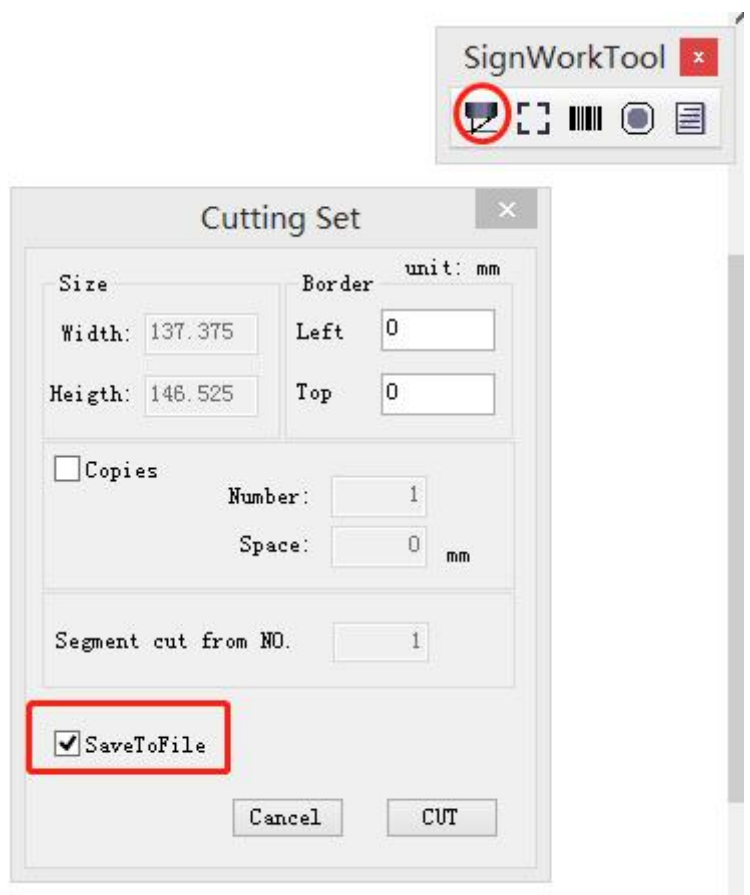 SignWorkTool x
Cutting Set
unit: mm
Size
Border
Width: 137.375
Left 0
Heigth: 146.525
Top 0
Copies
Number: 1
Space: 0 mm
Segment cut from NO. 1
SaveToFile
Cancel CUT